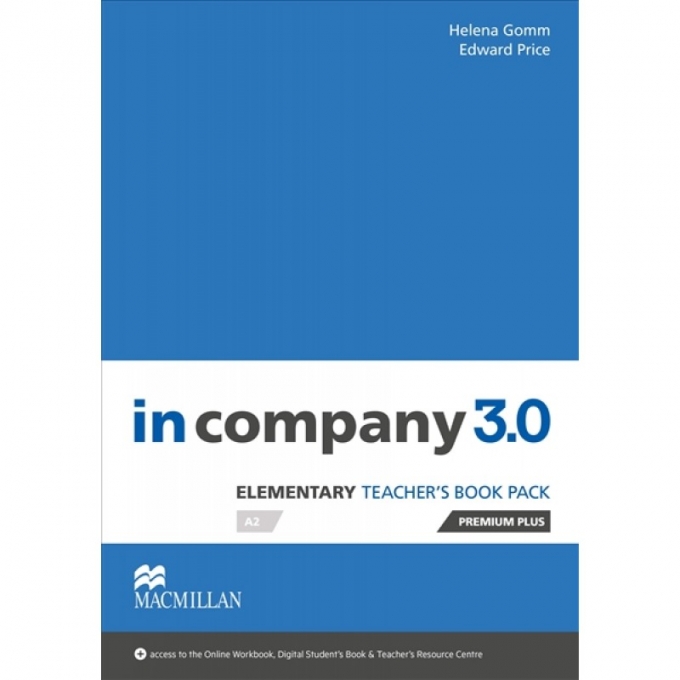 Helena Gomm
Edward Price
in company 3.0
ELEMENTARY TEACHER'S BOOK PACK
A2 PREMIUM PLUS
MACMILLAN
+ access to the Online Workbook, Digital Student's Book & Teacher's Resource Centre